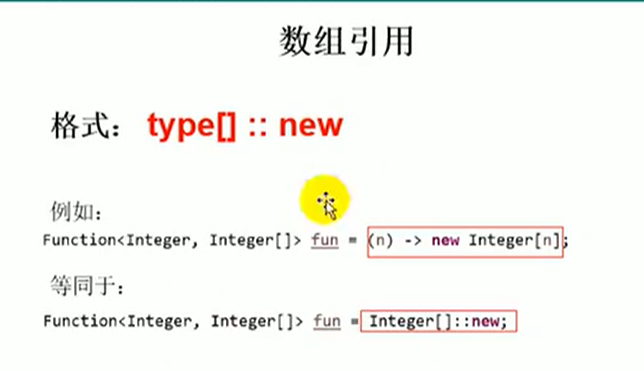 数组引用
格式： type[] :: new
例如:
Function<Integer, Integer[]> fun = (n) -> new Integer[n];
等同于:
Function<Integer, Integer[]> fun = Integer[]::new;